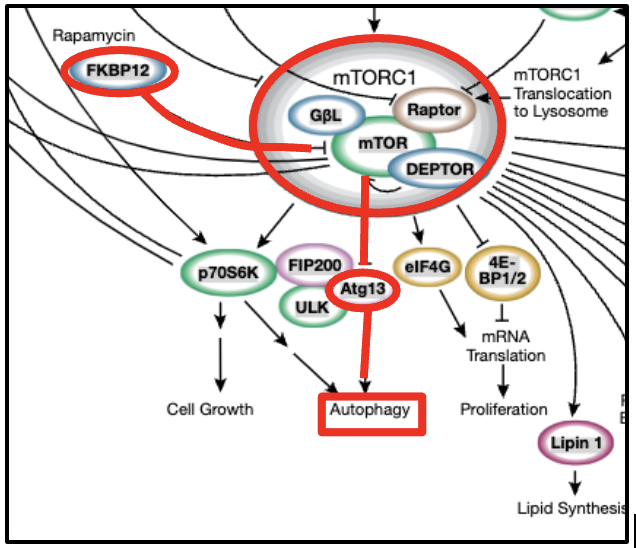 Rapamycin
FKBP12
mTORC1
GβL
Raptor
mTOR
DEPTOR
mTORC1
Translocation
to Lysosome
p70S6K
FIP200
ULK
Atg13
eIF4G
4E-
BP1/2
mRNA
Translation
Cell Growth
Autophagy
Proliferation
Lipin 1
Lipid Synthesis